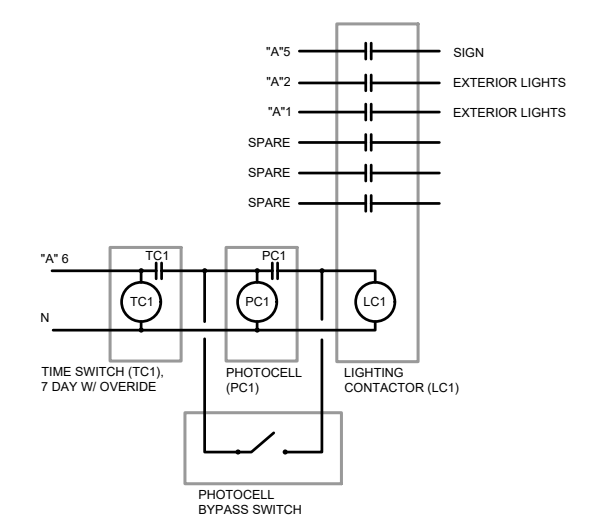 "A"5
SIGN
"A"2
EXTERIOR LIGHTS
"A"1
EXTERIOR LIGHTS
SPARE
SPARE
SPARE
"A" 6
TC1
PC1
TC1
PC1
LC1
N
TIME SWITCH (TC1),
7 DAY W/ OVERIDE
PHOTOCELL
(PC1)
LIGHTING
CONTACTOR (LC1)
PHOTOCELL
BYPASS SWITCH